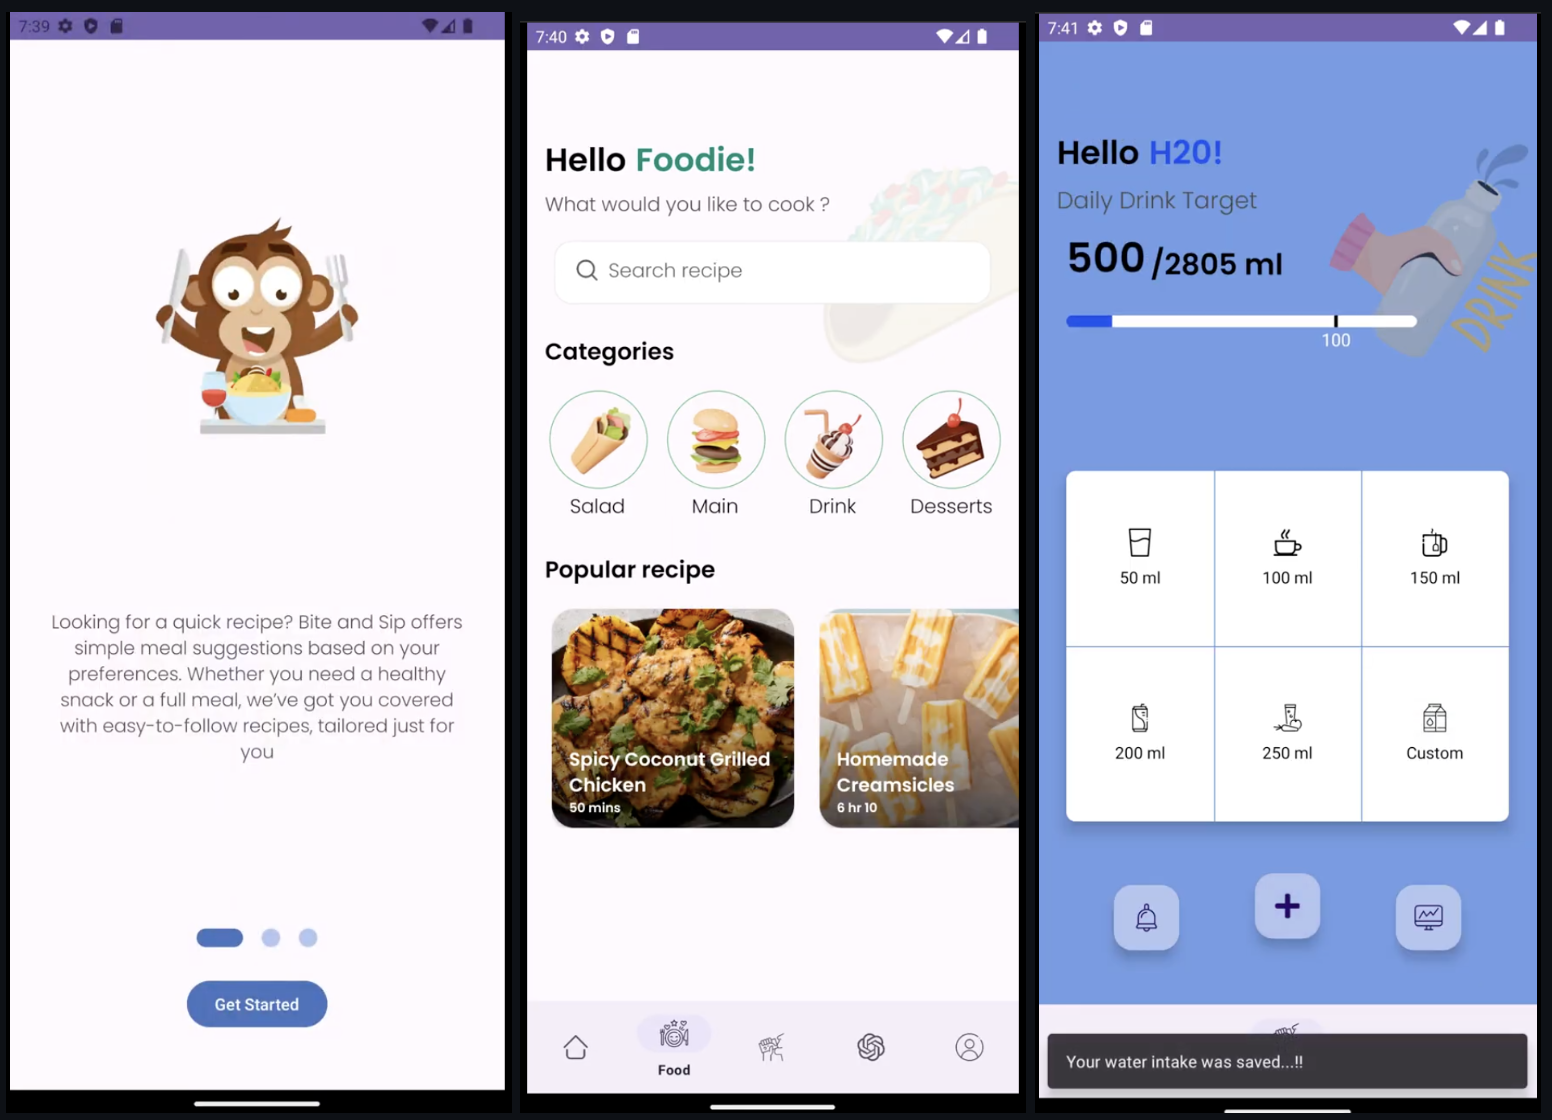 7:39
Looking for a quick recipe? Bite and Sip offers
simple meal suggestions based on your
preferences. Whether you need a healthy
snack or a full meal, we've got you covered
with easy-to-follow recipes, tailored just for
you
Get Started
7:40
Hello Foodie!
What would you like to cook ?
Search recipe
Categories
Salad
Main
Drink
Desserts
Popular recipe
Spicy Coconut Grilled
Chicken
50 mins
Homemade
Creamsicles
6 hr 10
Food
7:41
Hello H20!
Daily Drink Target
500 /2805 ml
DRINK
100
50 ml
100 ml
150 ml
200 ml
250 ml
Custom
Your water intake was saved...!!